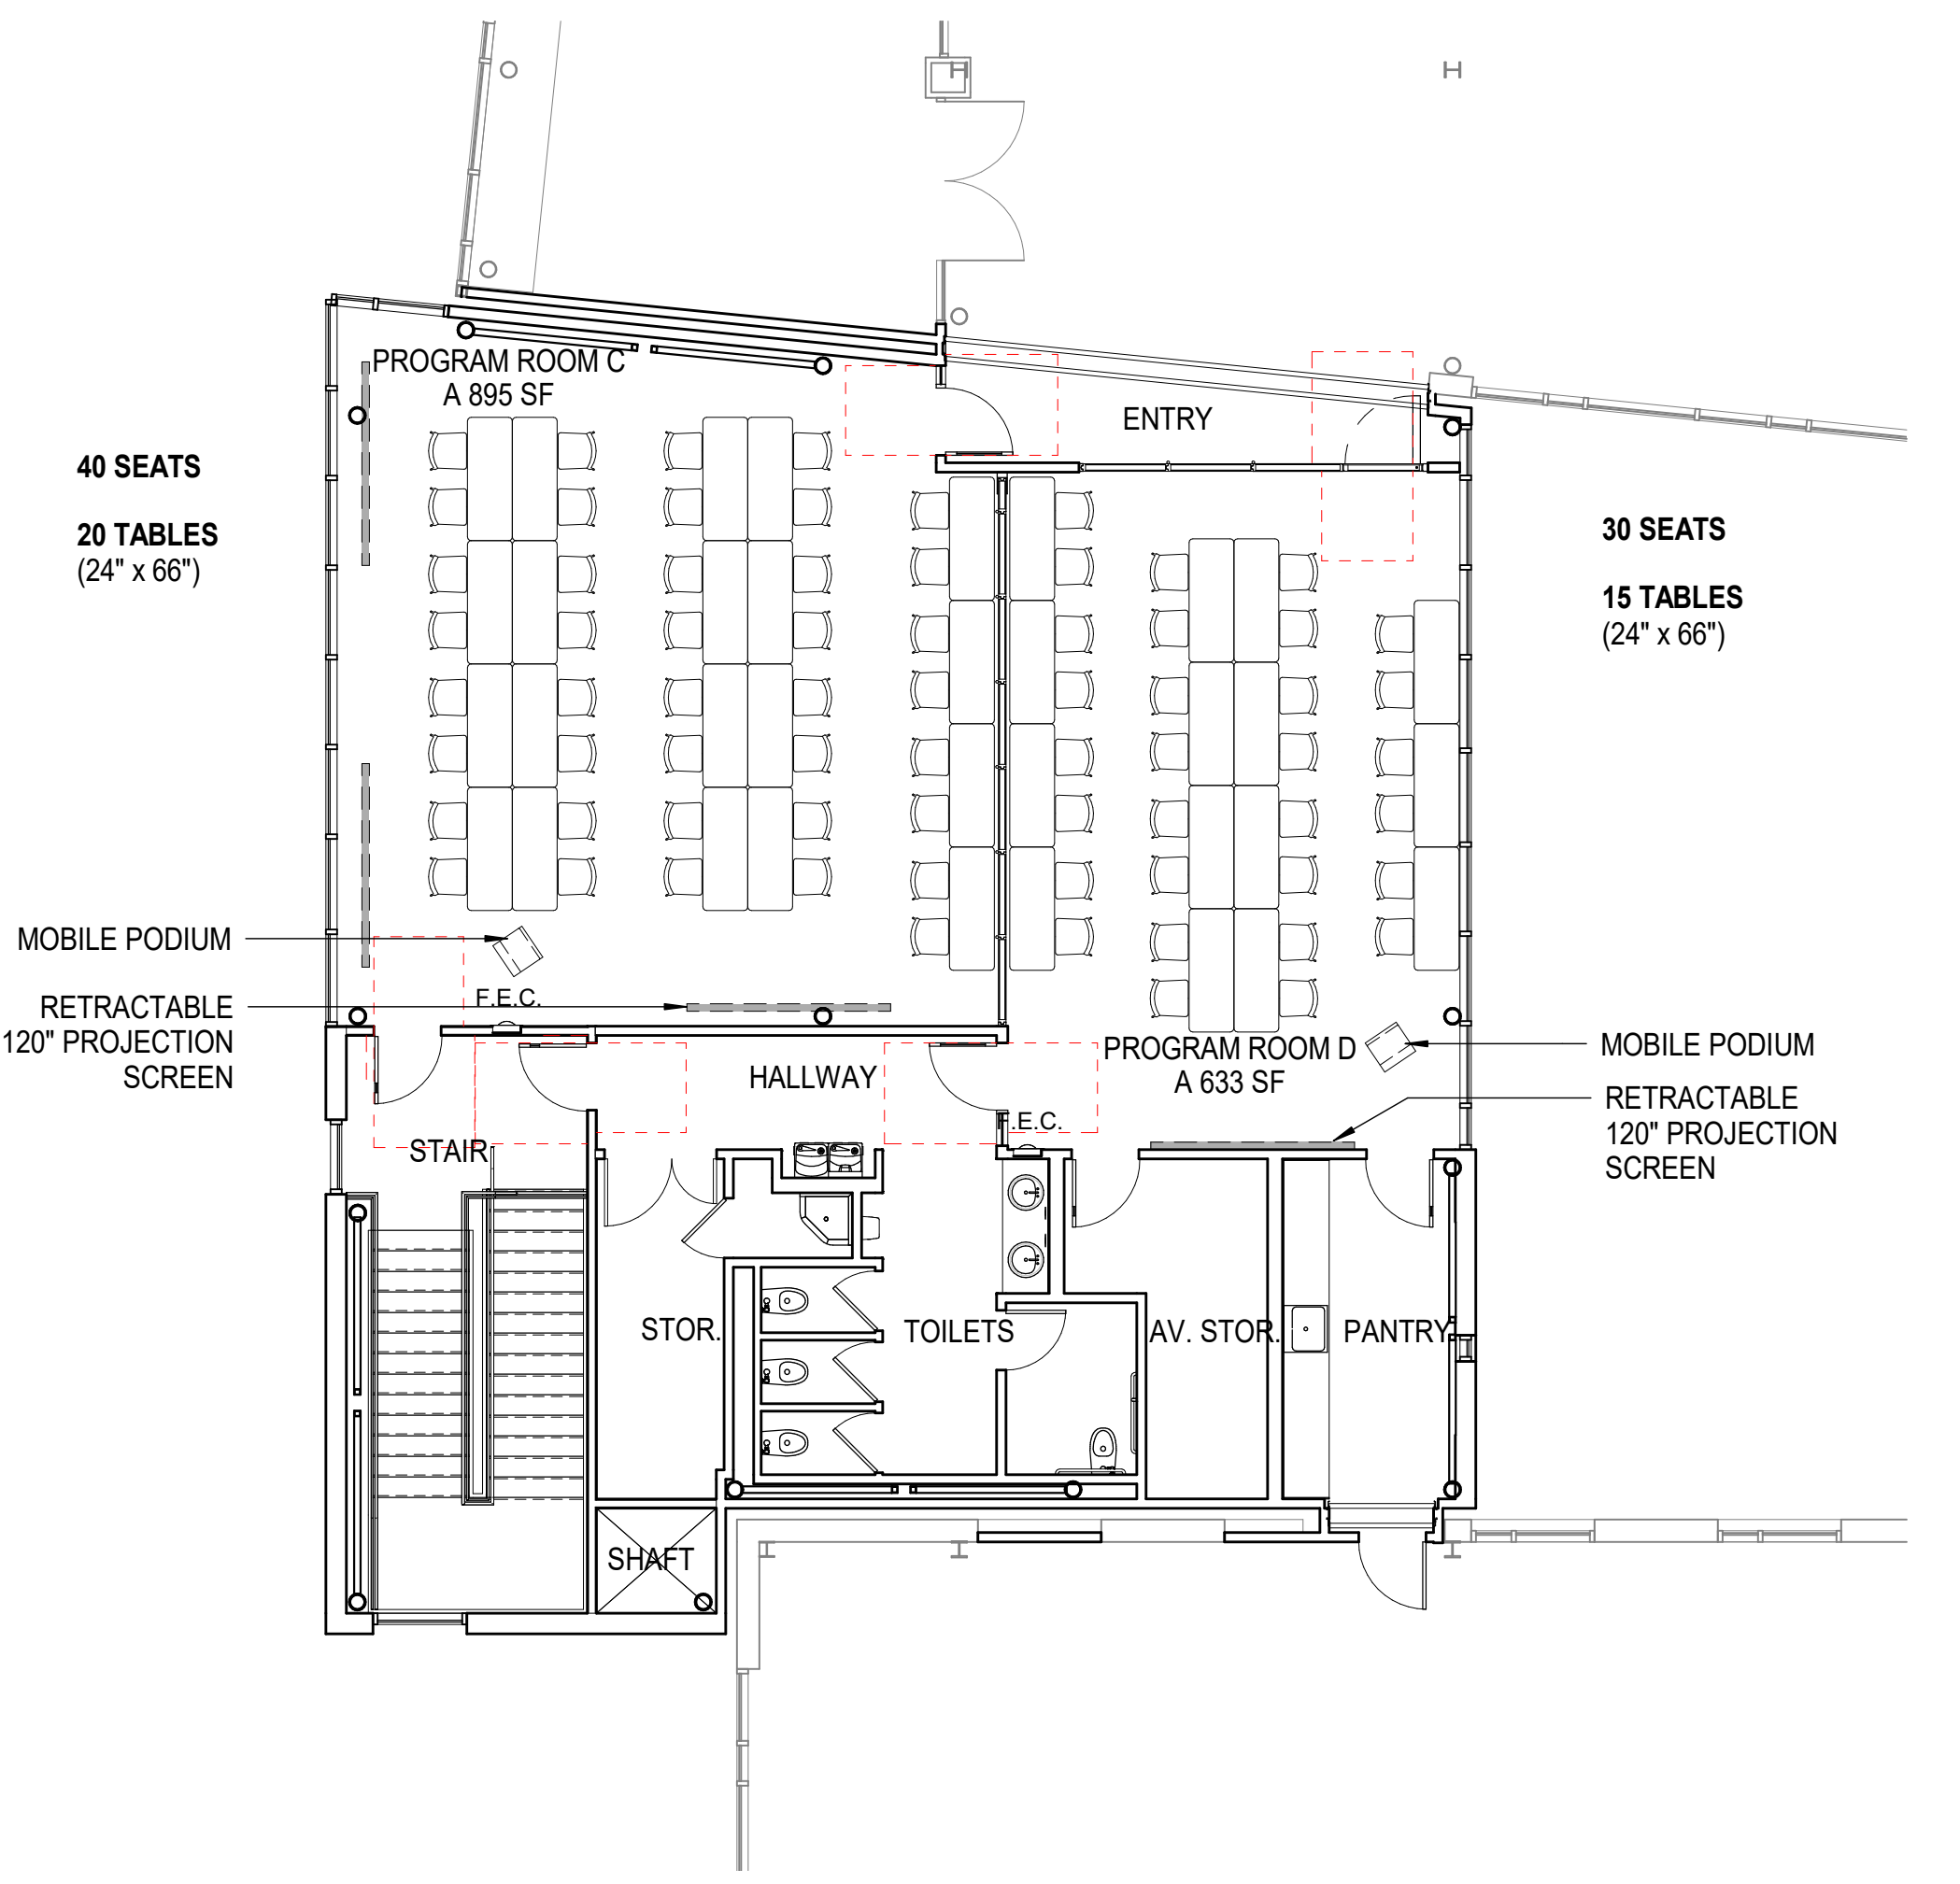 PROGRAM ROOM C
A 895 SF
ENTRY
40 SEATS
20 TABLES
(24" x 66")
30 SEATS
15 TABLES
(24" x 66")
MOBILE PODIUM
F.E.C.
RETRACTABLE
120" PROJECTION
SCREEN
PROGRAM ROOM D
A 633 SF
MOBILE PODIUM
HALLWAY
RETRACTABLE
120" PROJECTION
SCREEN
F.E.C.
STAIR
STOR.
TOILETS
AV. STOR.
PANTRY
SHAFT